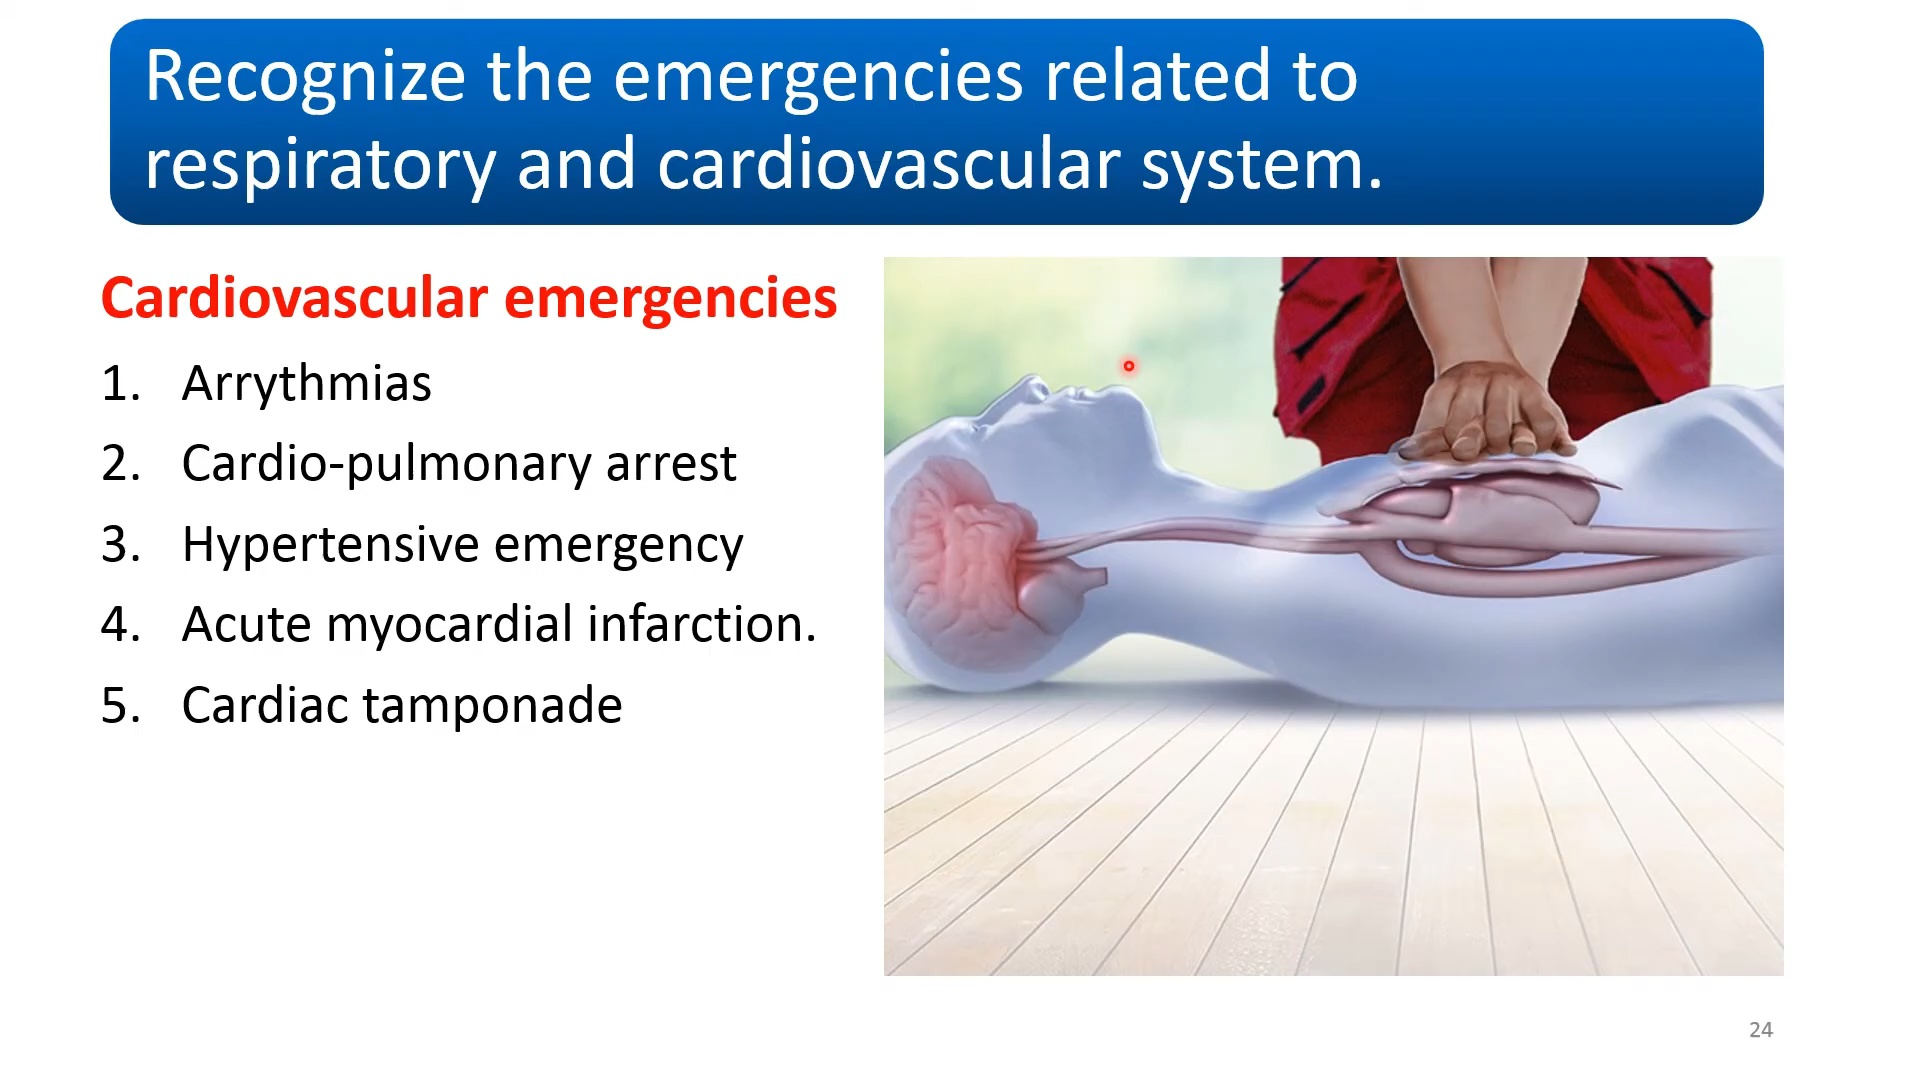 Recognize the emergencies related to
respiratory and cardiovascular system.
Cardiovascular emergencies
1. Arrythmias
2. Cardio-pulmonary arrest
3. Hypertensive emergency
4. Acute myocardial infarction.
5. Cardiac tamponade
24